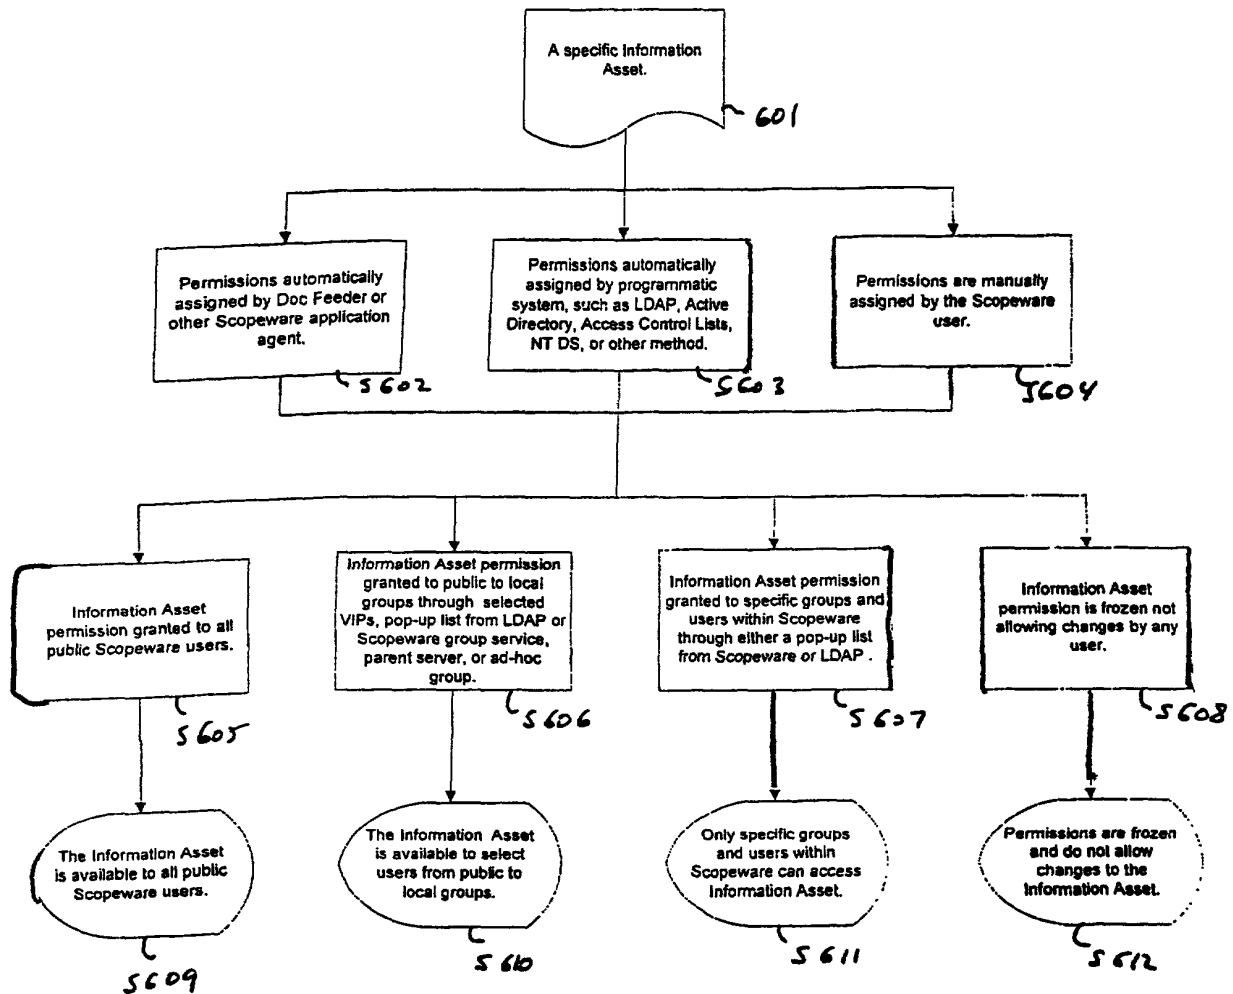 A specific Information
Asset.
601
Permissions automatically
assigned by Doc Feeder or
other Scopeware application
agent.
S602
Permissions automatically
assigned by programmatic
system, such as LDAP, Active
Directory, Access Control Lists,
NT DS, or other method.
S603
Permissions are manually
assigned by the Scopeware
user.
S604
Information Asset
permission granted to all
public Scopeware users.
S605
Information Asset permission
granted to public to local
groups through selected
VIPs, pop-up list from LDAP or
Scopeware group service,
parent server, or ad-hoc
group.
S606
Information Asset permission
granted to specific groups and
users within Scopeware
through either a pop-up list
from Scopeware or LDAP .
S607
Information Asset
permission is frozen not
allowing changes by any
user.
S608
The Information Asset
is available to all public
Scopeware users.
S609
The Information Asset
is available to select
users from public to
local groups.
S610
Only specific groups
and users within
Scopeware can access
Information Asset.
S611
Permissions are frozen
and do not allow
changes to the
Information Asset.
S612